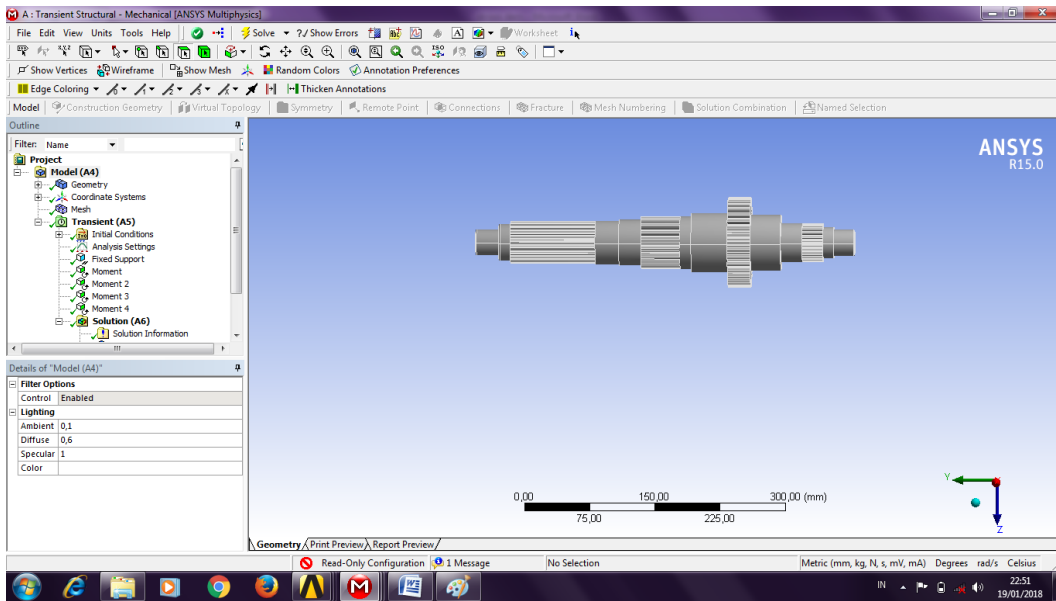 A : Transient Structural - Mechanical [ANSYS Multiphysics]
File Edit View Units Tools Help Solve ?/ Show Errors Worksheet
Show Vertices Wireframe Show Mesh Random Colors Annotation Preferences
Edge Coloring Thicken Annotations
Model Construction Geometry Virtual Topology Symmetry Remote Point Connections Fracture Mesh Numbering Solution Combination Named Selection
Outline
Filter: Name
Project
Model (A4)
Geometry
Coordinate Systems
Mesh
Transient (A5)
Initial Conditions
Analysis Settings
Fixed Support
Moment
Moment 2
Moment 3
Moment 4
Solution (A6)
Solution Information
Details of "Model (A4)"
Filter Options
Control Enabled
Lighting
Ambient 0,1
Diffuse 0,6
Specular 1
Color
ANSYS
R15.0
0,00 150,00 300,00 (mm)
75,00 225,00
Y
Z
Geometry Print Preview Report Preview
Read-Only Configuration 1 Message No Selection Metric (mm, kg, N, s, mV, mA) Degrees rad/s Celsius
IN 22:51
19/01/2018